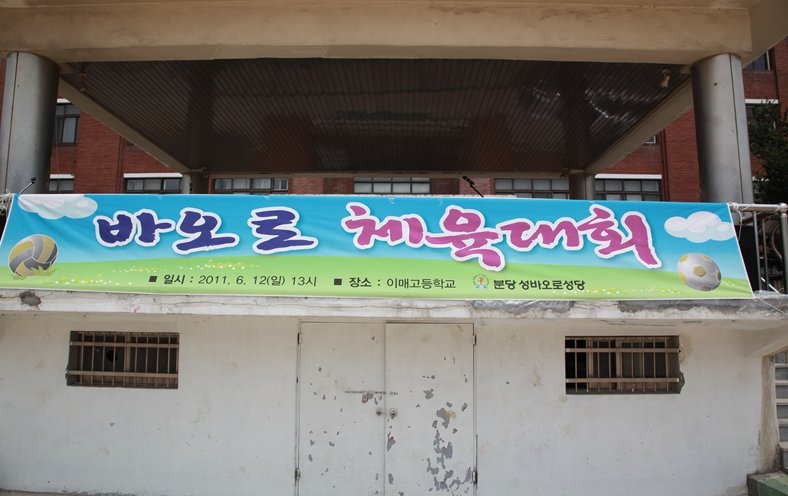 바오로 체육대회
■ 일시 : 2011. 6. 12(일) 13시 ■ 장소 : 이매고등학교 분당 성바오로성당